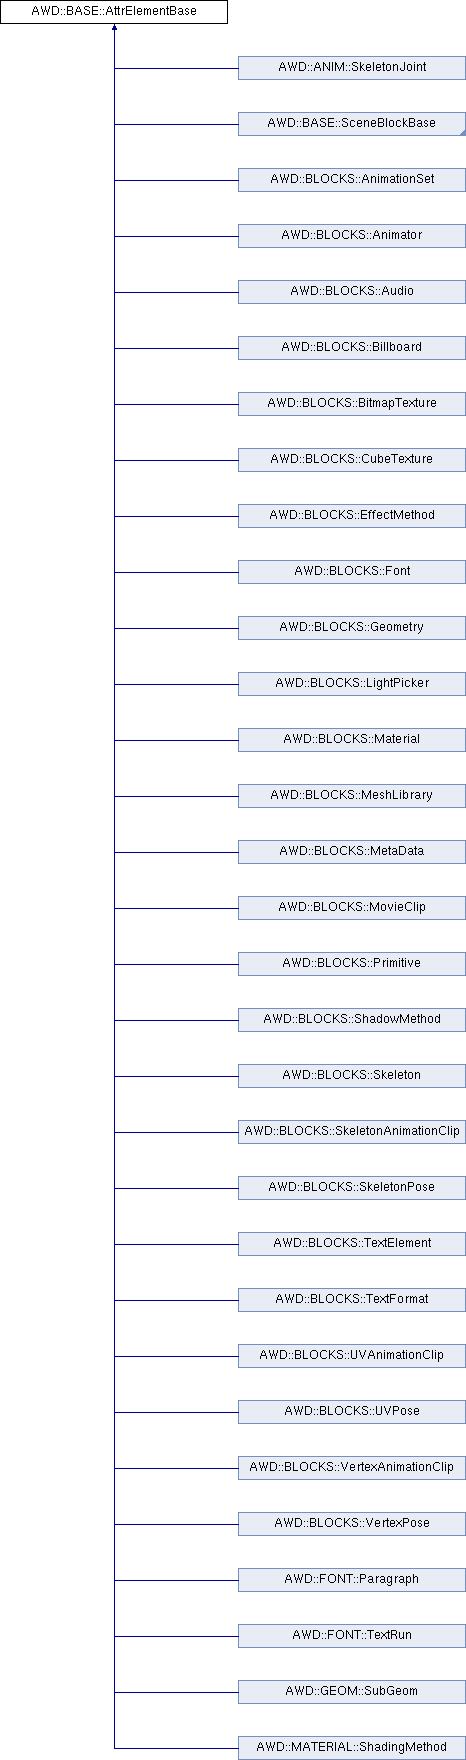 AWD::BASE::AttrElementBase
AWD::ANIM::SkeletonJoint
AWD::BASE::SceneBlockBase
AWD::BLOCKS::AnimationSet
AWD::BLOCKS::Animator
AWD::BLOCKS::Audio
AWD::BLOCKS::Billboard
AWD::BLOCKS::BitmapTexture
AWD::BLOCKS::CubeTexture
AWD::BLOCKS::EffectMethod
AWD::BLOCKS::Font
AWD::BLOCKS::Geometry
AWD::BLOCKS::LightPicker
AWD::BLOCKS::Material
AWD::BLOCKS::MeshLibrary
AWD::BLOCKS::MetaData
AWD::BLOCKS::MovieClip
AWD::BLOCKS::Primitive
AWD::BLOCKS::ShadowMethod
AWD::BLOCKS::Skeleton
AWD::BLOCKS::SkeletonAnimationClip
AWD::BLOCKS::SkeletonPose
AWD::BLOCKS::TextElement
AWD::BLOCKS::TextFormat
AWD::BLOCKS::UVAnimationClip
AWD::BLOCKS::UVPose
AWD::BLOCKS::VertexAnimationClip
AWD::BLOCKS::VertexPose
AWD::FONT::Paragraph
AWD::FONT::TextRun
AWD::GEOM::SubGeom
AWD::MATERIAL::ShadingMethod